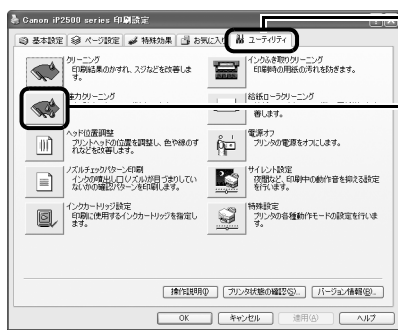 Canon iP2500 series 印刷設定
基本設定 ページ設定 特殊効果 お気に入り ユーティリティ
クリーニング
印刷結果のかすれ、スジなどを改善しま
す。
インクふき取りクリーニング
印刷時の用紙の汚れを防ぎます。
強力クリーニング
給紙ローラクリーニング
善します。
ヘッド位置調整
プリントヘッドの位置を調整し、色や線のず
れなどを改善します。
電源オフ
プリンタの電源をオフにします。
ノズルチェックパターン印刷
インクの噴出し口(ノズル)が目づまりしてい
ないかの確認パターンを印刷します。
サイレント設定
夜間など、印刷中の動作音を抑える設定
を行います。
インクカートリッジ設定
印刷に使用するインクカートリッジを指定し
ます。
特殊設定
プリンタの各種動作モードの設定を行いま
す。
操作説明(I) プリンタ状態の確認(S)... バージョン情報(B)...
OK キャンセル 適用(A) ヘルプ